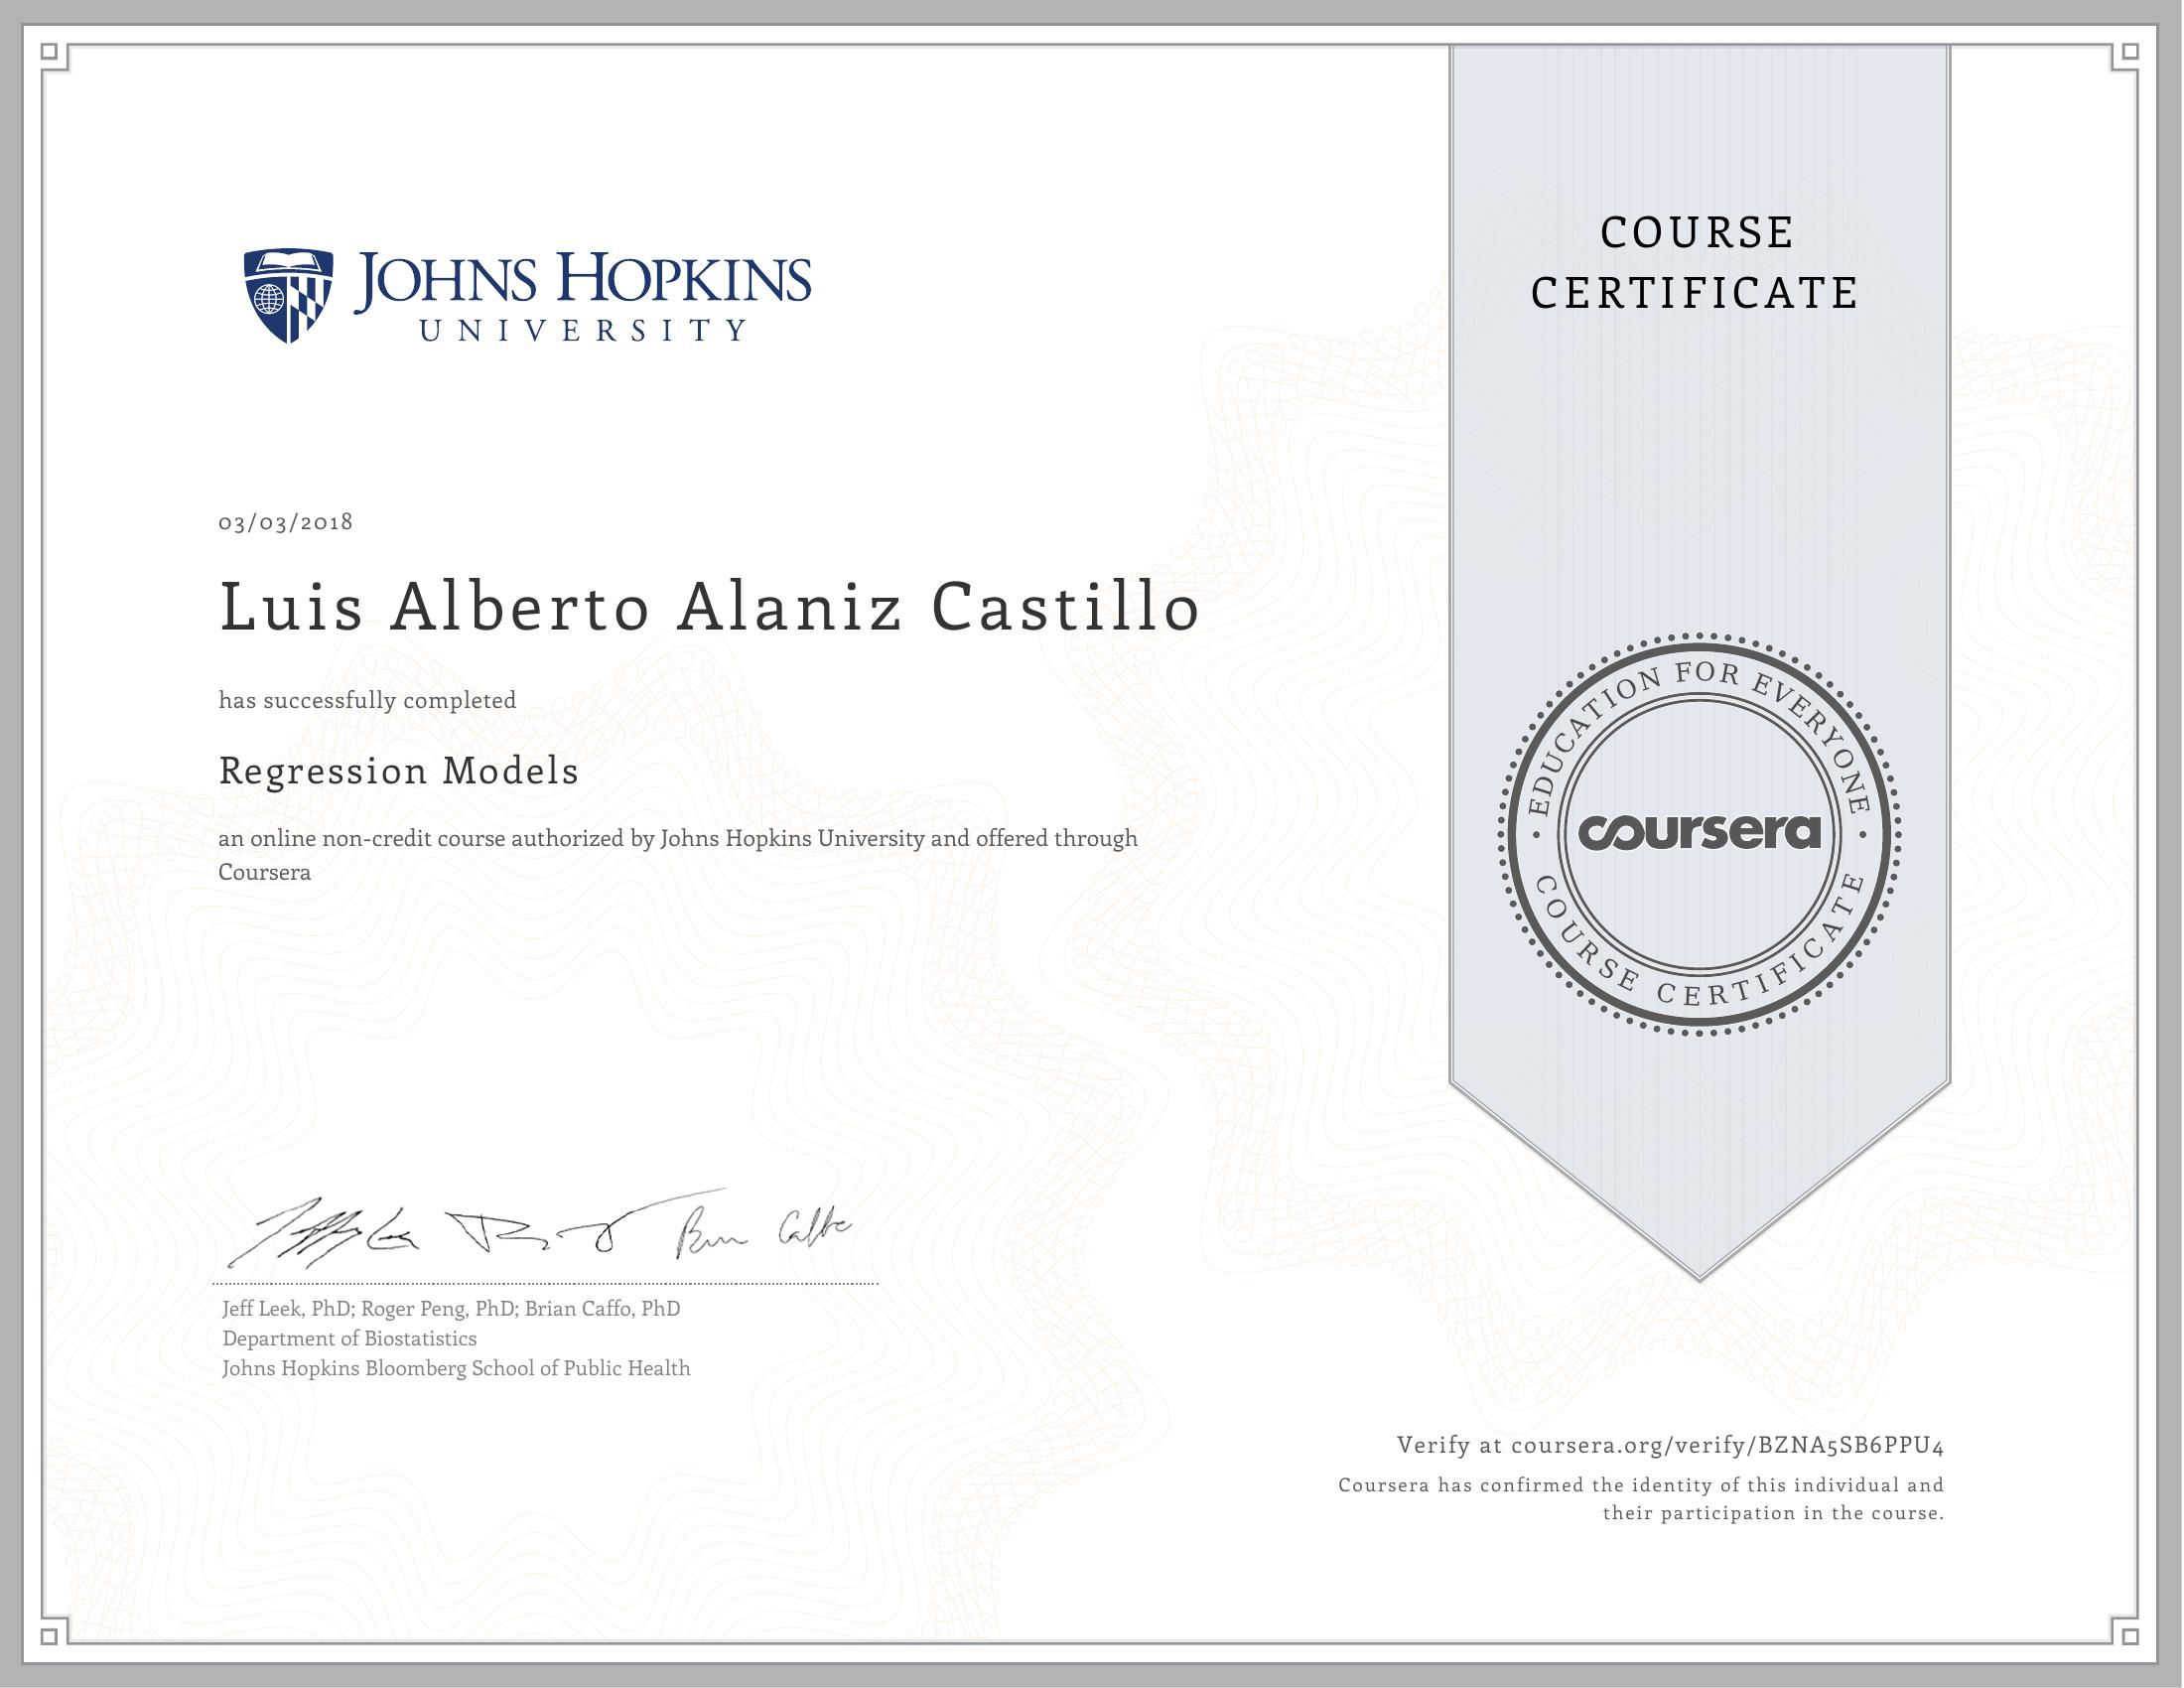 JOHNS HOPKINS
UNIVERSITY
COURSE
CERTIFICATE
03/03/2018
Luis Alberto Alaniz Castillo
has successfully completed
Regression Models
an online non-credit course authorized by Johns Hopkins University and offered through
Coursera
EDUCATION FOR EVERYONE
coursera
COURSE CERTIFICATE
Jeff Leek, PhD; Roger Peng, PhD; Brian Caffo, PhD
Department of Biostatistics
Johns Hopkins Bloomberg School of Public Health
Verify at coursera.org/verify/BZNA5SB6PPU4
Coursera has confirmed the identity of this individual and
their participation in the course.